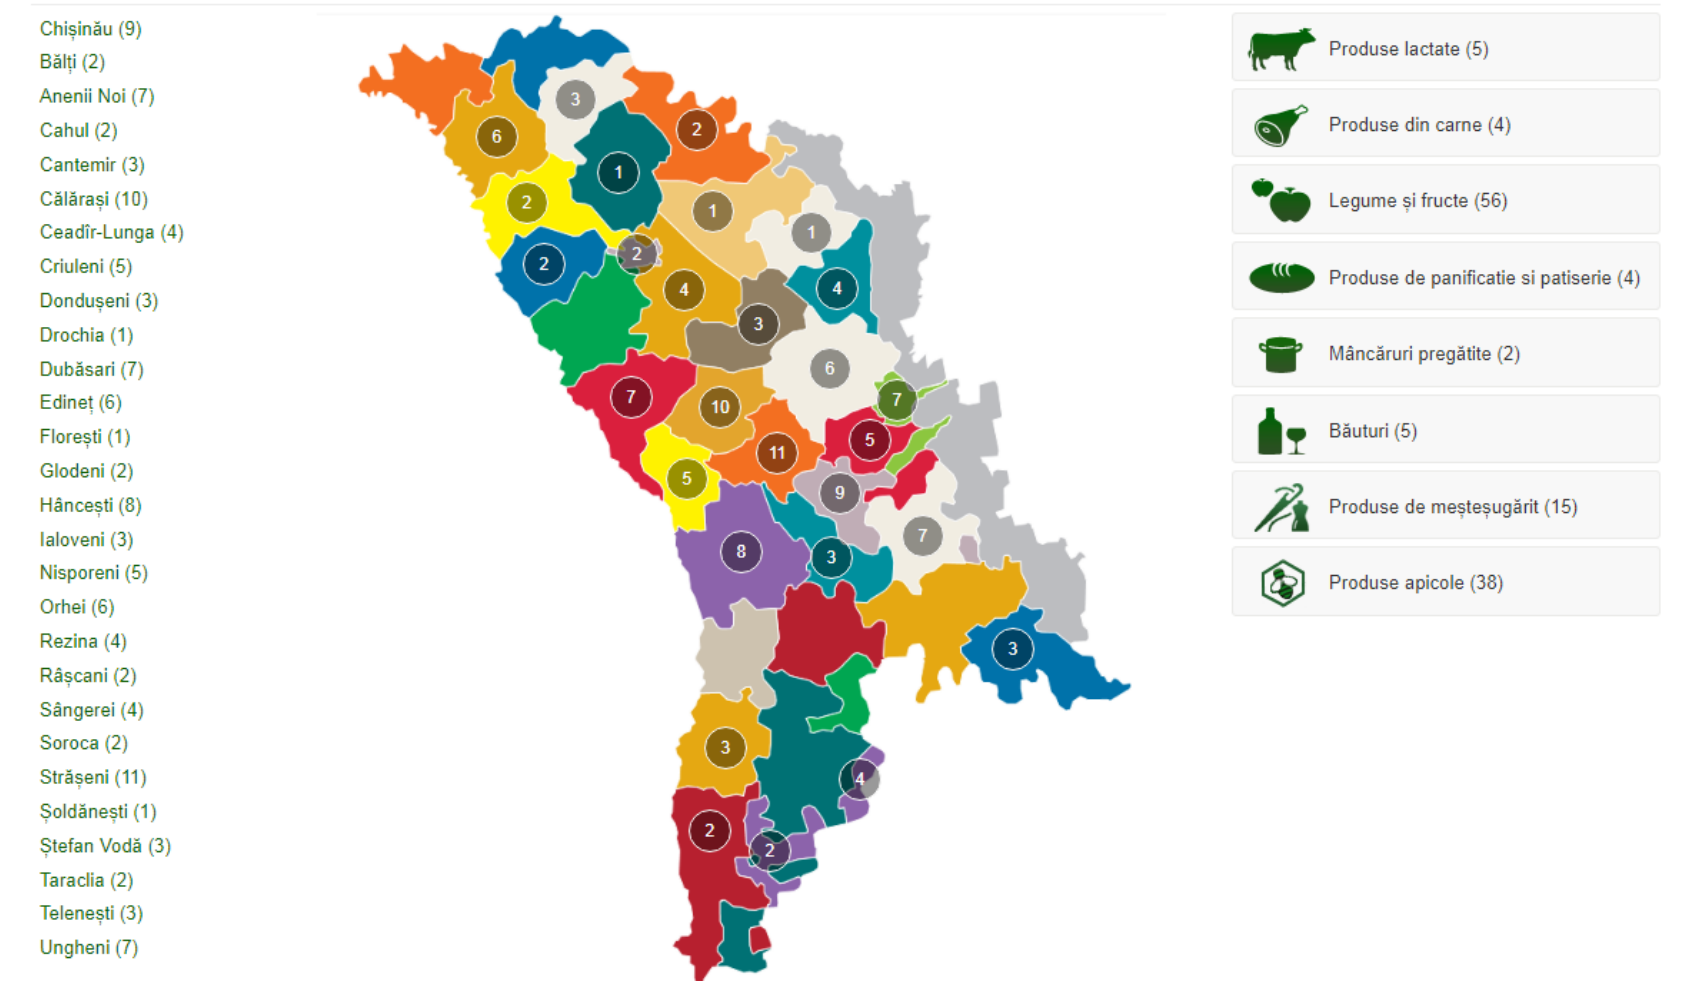 Chișinău (9)
Bălți (2)
Anenii Noi (7)
Cahul (2)
Cantemir (3)
Călărași (10)
Ceadîr-Lunga (4)
Criuleni (5)
Dondușeni (3)
Drochia (1)
Dubăsari (7)
Edineț (6)
Florești (1)
Glodeni (2)
Hâncești (8)
Ialoveni (3)
Nisporeni (5)
Orhei (6)
Rezina (4)
Râșcani (2)
Sângerei (4)
Soroca (2)
Strășeni (11)
Șoldănești (1)
Ștefan Vodă (3)
Taraclia (2)
Telenești (3)
Ungheni (7)
3
2
6
1
2
1
1
2
2
4
4
3
6
7
10
7
5
11
5
9
7
8
3
3
3
4
2
2
Produse lactate (5)
Produse din carne (4)
Legume și fructe (56)
Produse de panificatie si patiserie (4)
Mâncăruri pregătite (2)
Băuturi (5)
Produse de meșteșugărit (15)
Produse apicole (38)